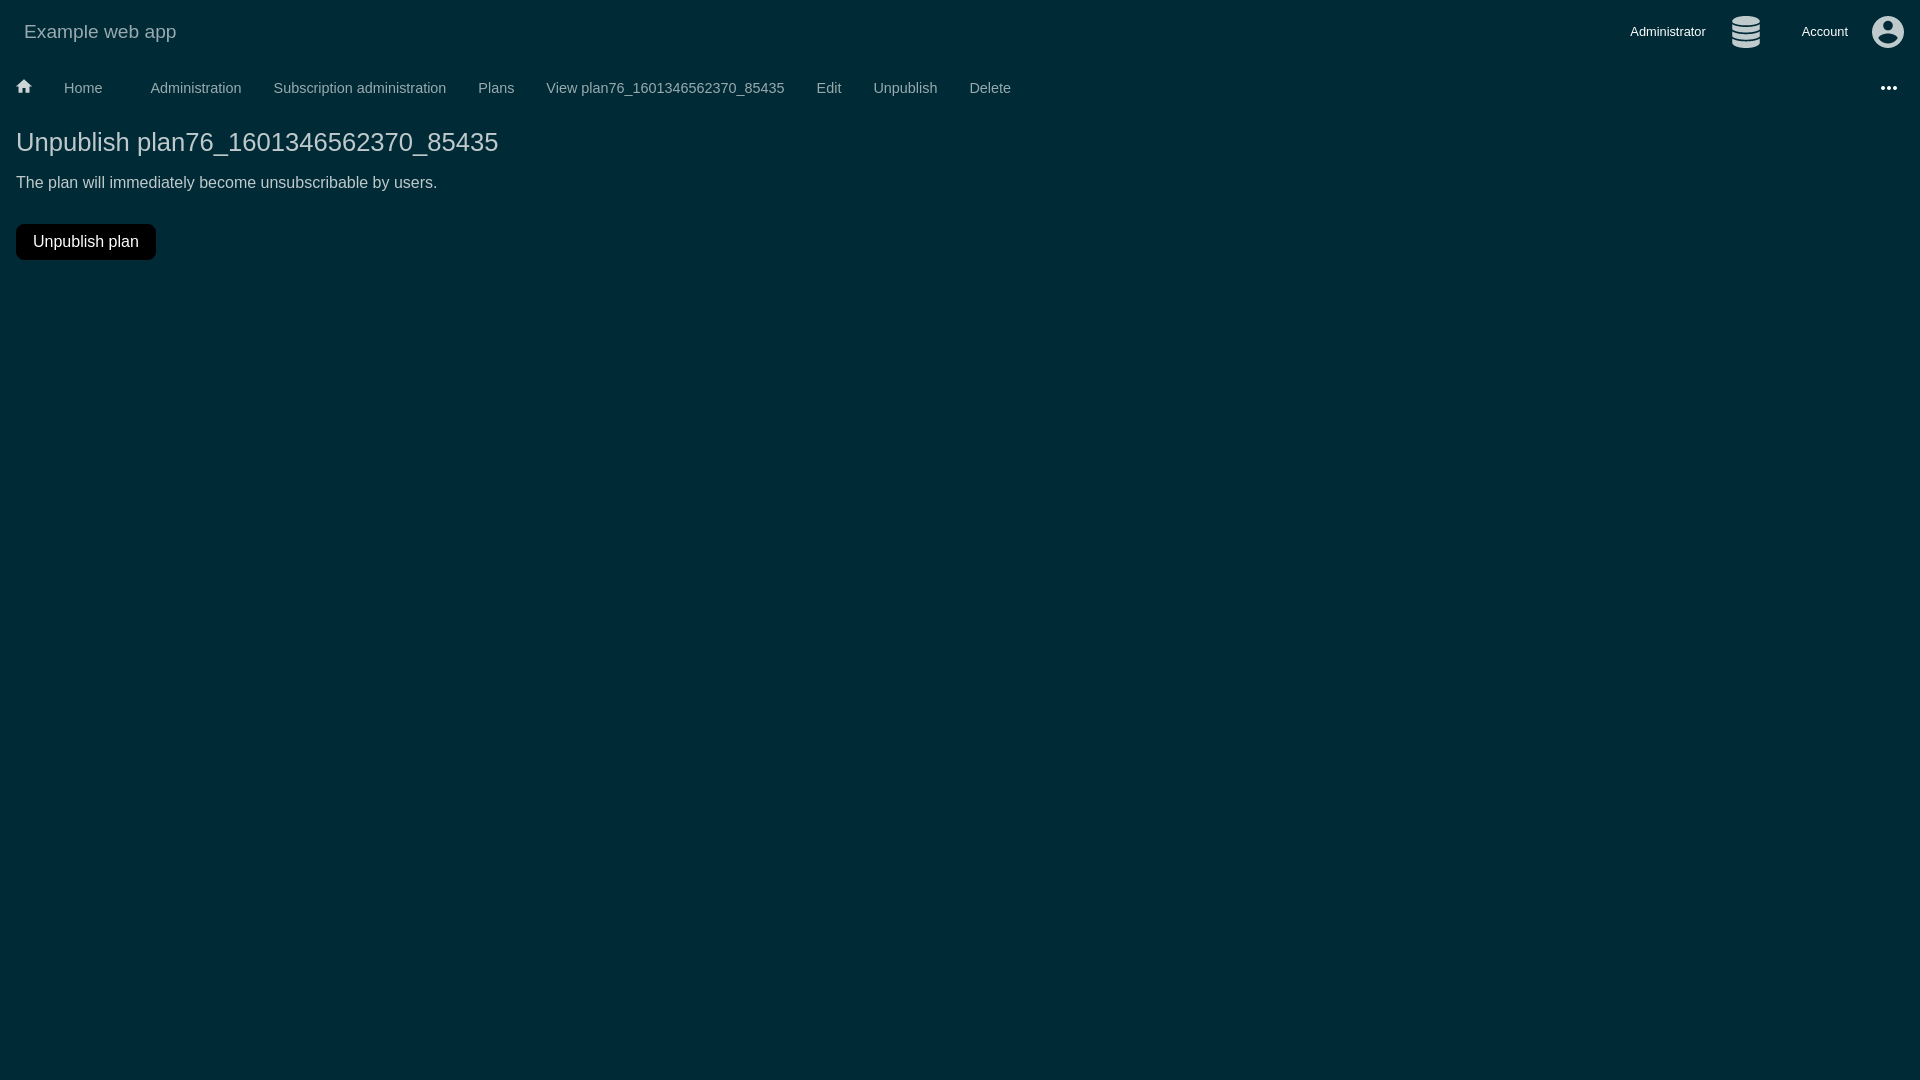 Example web app
Administrator
Account
Home
Administration
Subscription administration
Plans
View plan76_1601346562370_85435
Edit
Unpublish
Delete
Unpublish plan76_1601346562370_85435
The plan will immediately become unsubscribable by users.
Unpublish plan